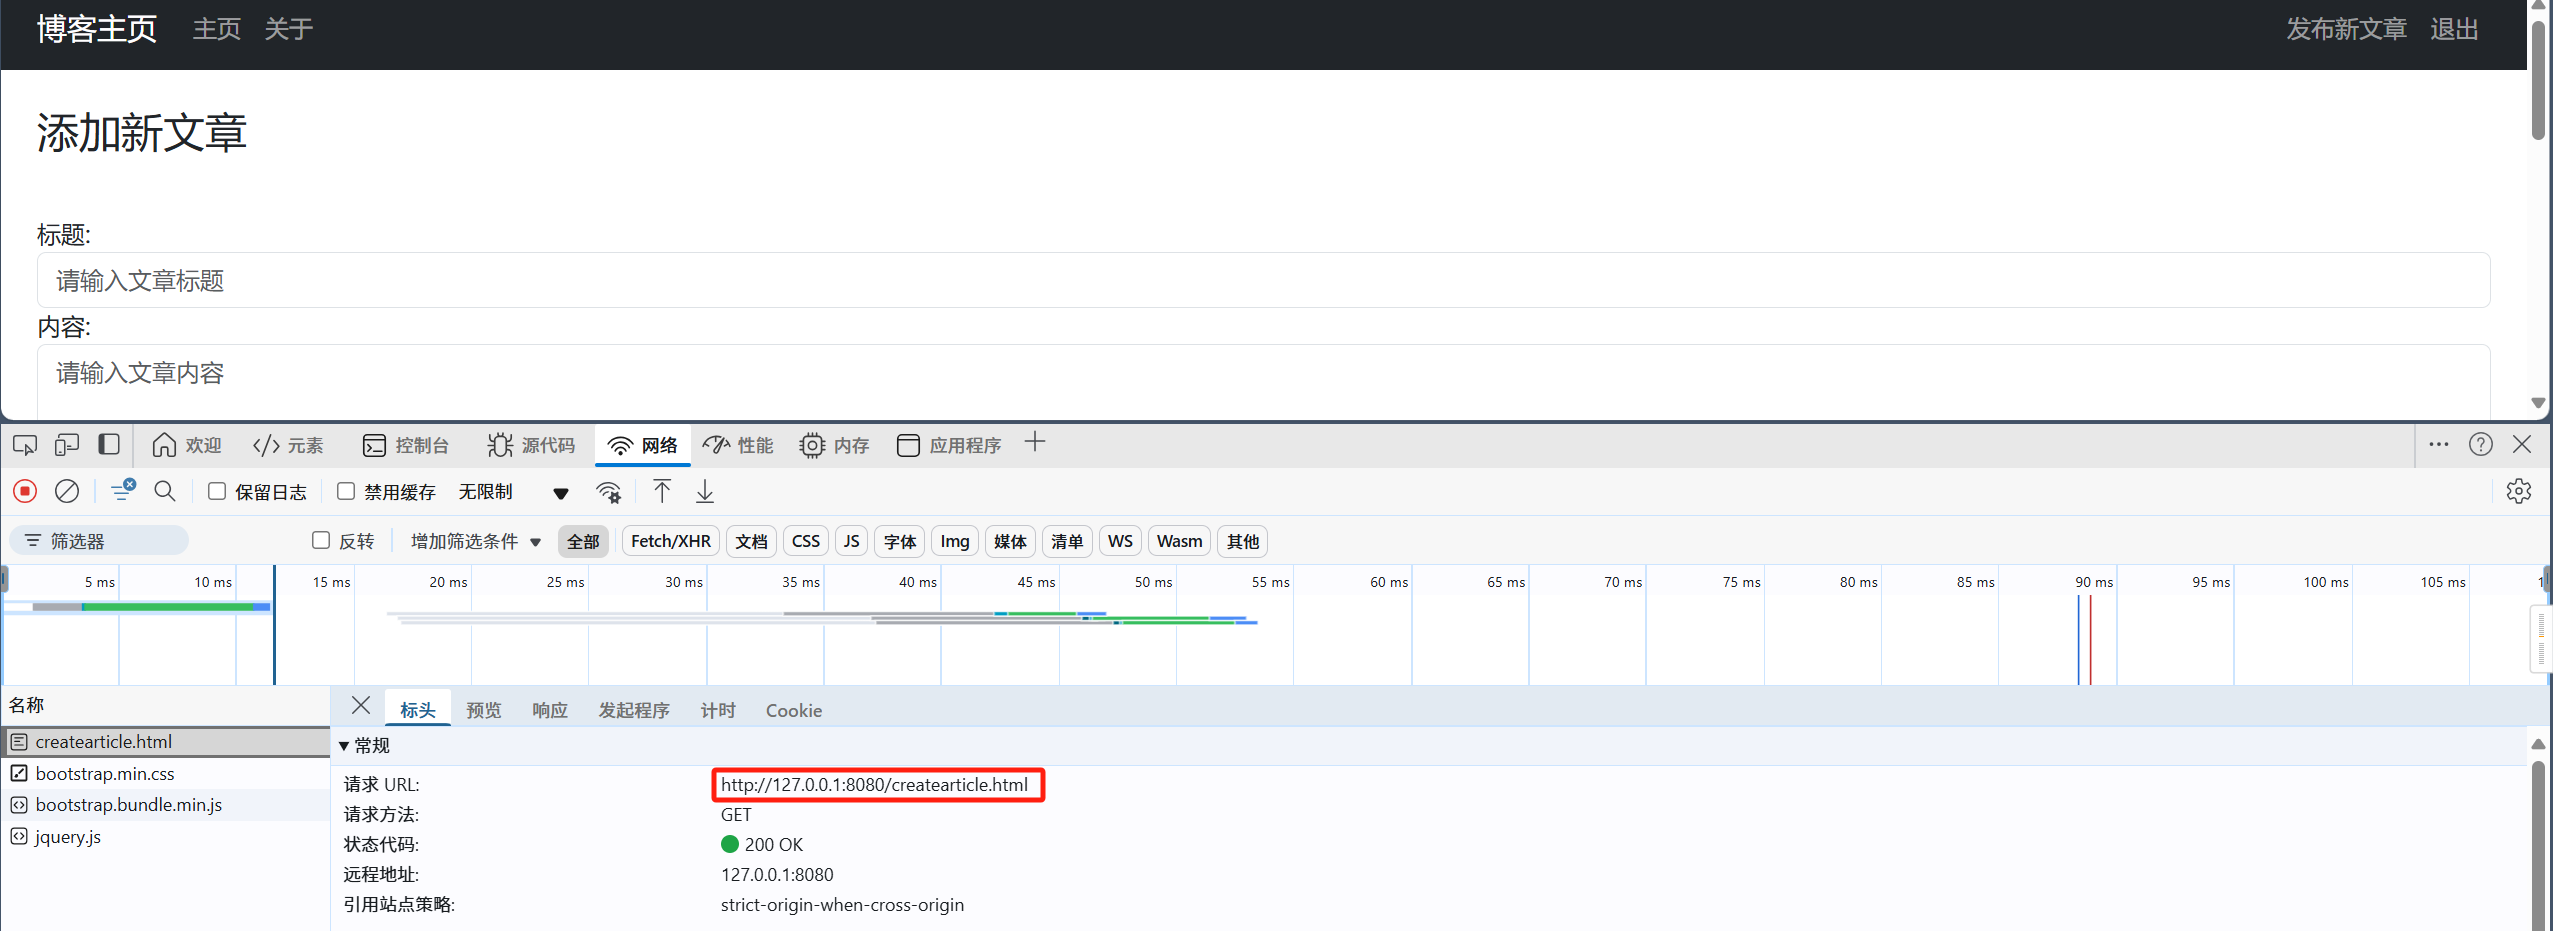 博客主页 主页 关于 发布新文章 退出
添加新文章
标题:
请输入文章标题
内容:
请输入文章内容
欢迎 元素 控制台 源代码 网络 性能 内存 应用程序
保留日志 禁用缓存 无限制
筛选器 反转 增加筛选条件 全部 Fetch/XHR 文档 CSS JS 字体 Img 媒体 清单 WS Wasm 其他
5 ms 10 ms 15 ms 20 ms 25 ms 30 ms 35 ms 40 ms 45 ms 50 ms 55 ms 60 ms 65 ms 70 ms 75 ms 80 ms 85 ms 90 ms 95 ms 100 ms 105 ms
名称 标头 预览 响应 发起程序 计时 Cookie
createarticle.html
bootstrap.min.css
bootstrap.bundle.min.js
jquery.js
常规
请求 URL: http://127.0.0.1:8080/createarticle.html
请求方法: GET
状态代码: 200 OK
远程地址: 127.0.0.1:8080
引用站点策略: strict-origin-when-cross-origin